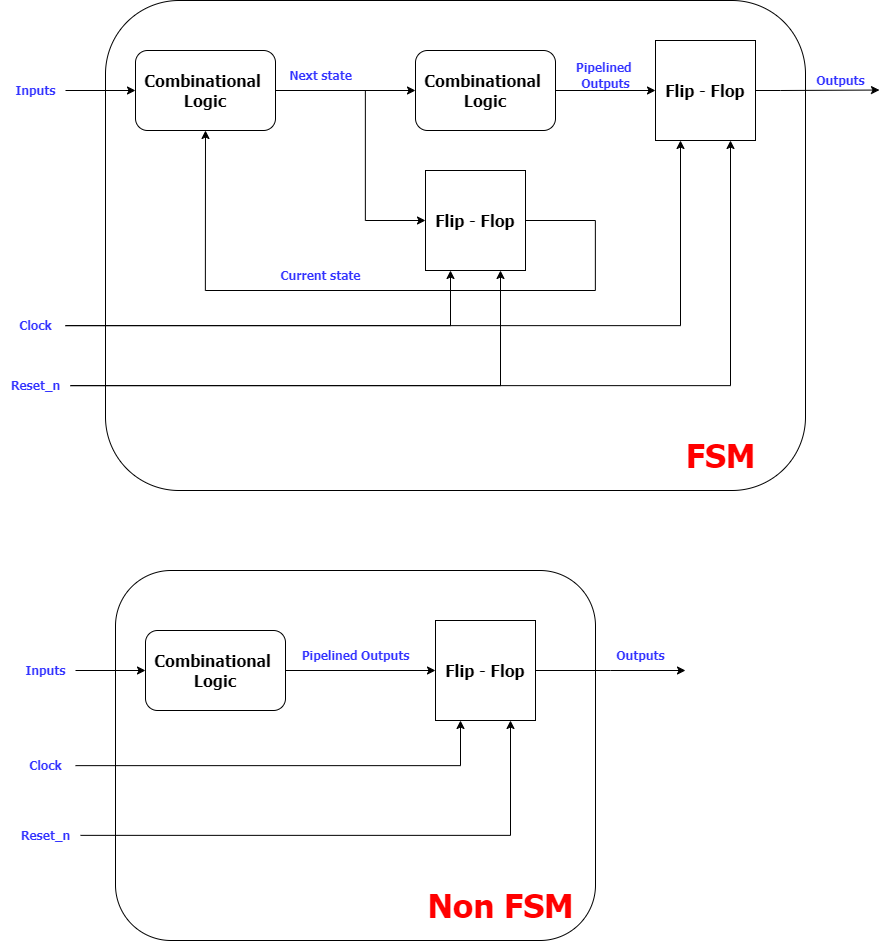 Inputs
Combinational
Logic
Next state
Combinational
Logic
Pipelined
Outputs
Flip - Flop
Outputs
Flip - Flop
Current state
Clock
Reset_n
FSM
Inputs
Combinational
Logic
Pipelined Outputs
Flip - Flop
Outputs
Clock
Reset_n
Non FSM